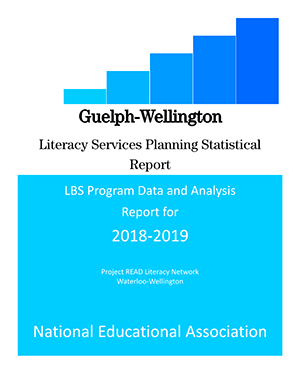 Guelph-Wellington
Literacy Services Planning Statistical
Report
LBS Program Data and Analysis
Report for
2018-2019
Project READ Literacy Network
Waterloo-Wellington
National Educational Association